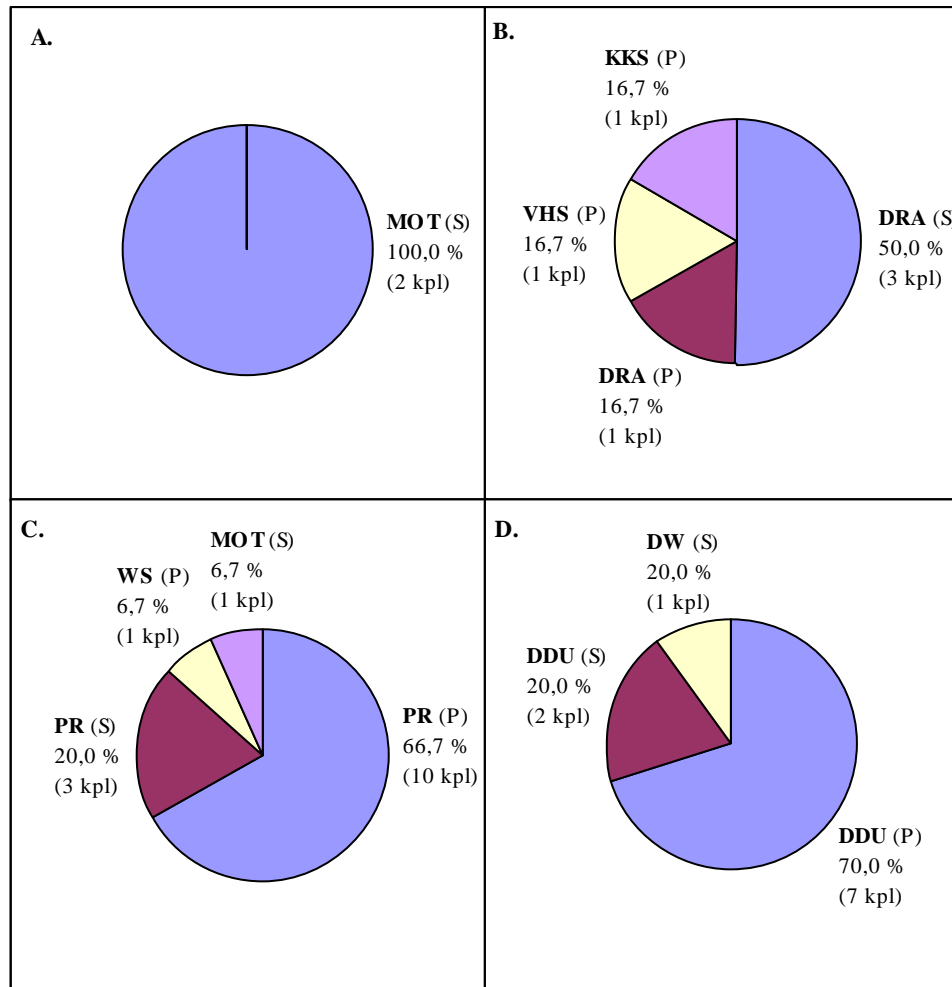 A.
MOT (S)
100,0 %
(2 kpl)
B.
KKS (P)
16,7 %
(1 kpl)
VHS (P)
16,7 %
(1 kpl)
DRA (S)
50,0 %
(3 kpl)
DRA (P)
16,7 %
(1 kpl)
C.
MOT (S)
6,7 %
(1 kpl)
WS (P)
6,7 %
(1 kpl)
PR (S)
20,0 %
(3 kpl)
PR (P)
66,7 %
(10 kpl)
D.
DW (S)
20,0 %
(1 kpl)
DDU (S)
20,0 %
(2 kpl)
DDU (P)
70,0 %
(7 kpl)